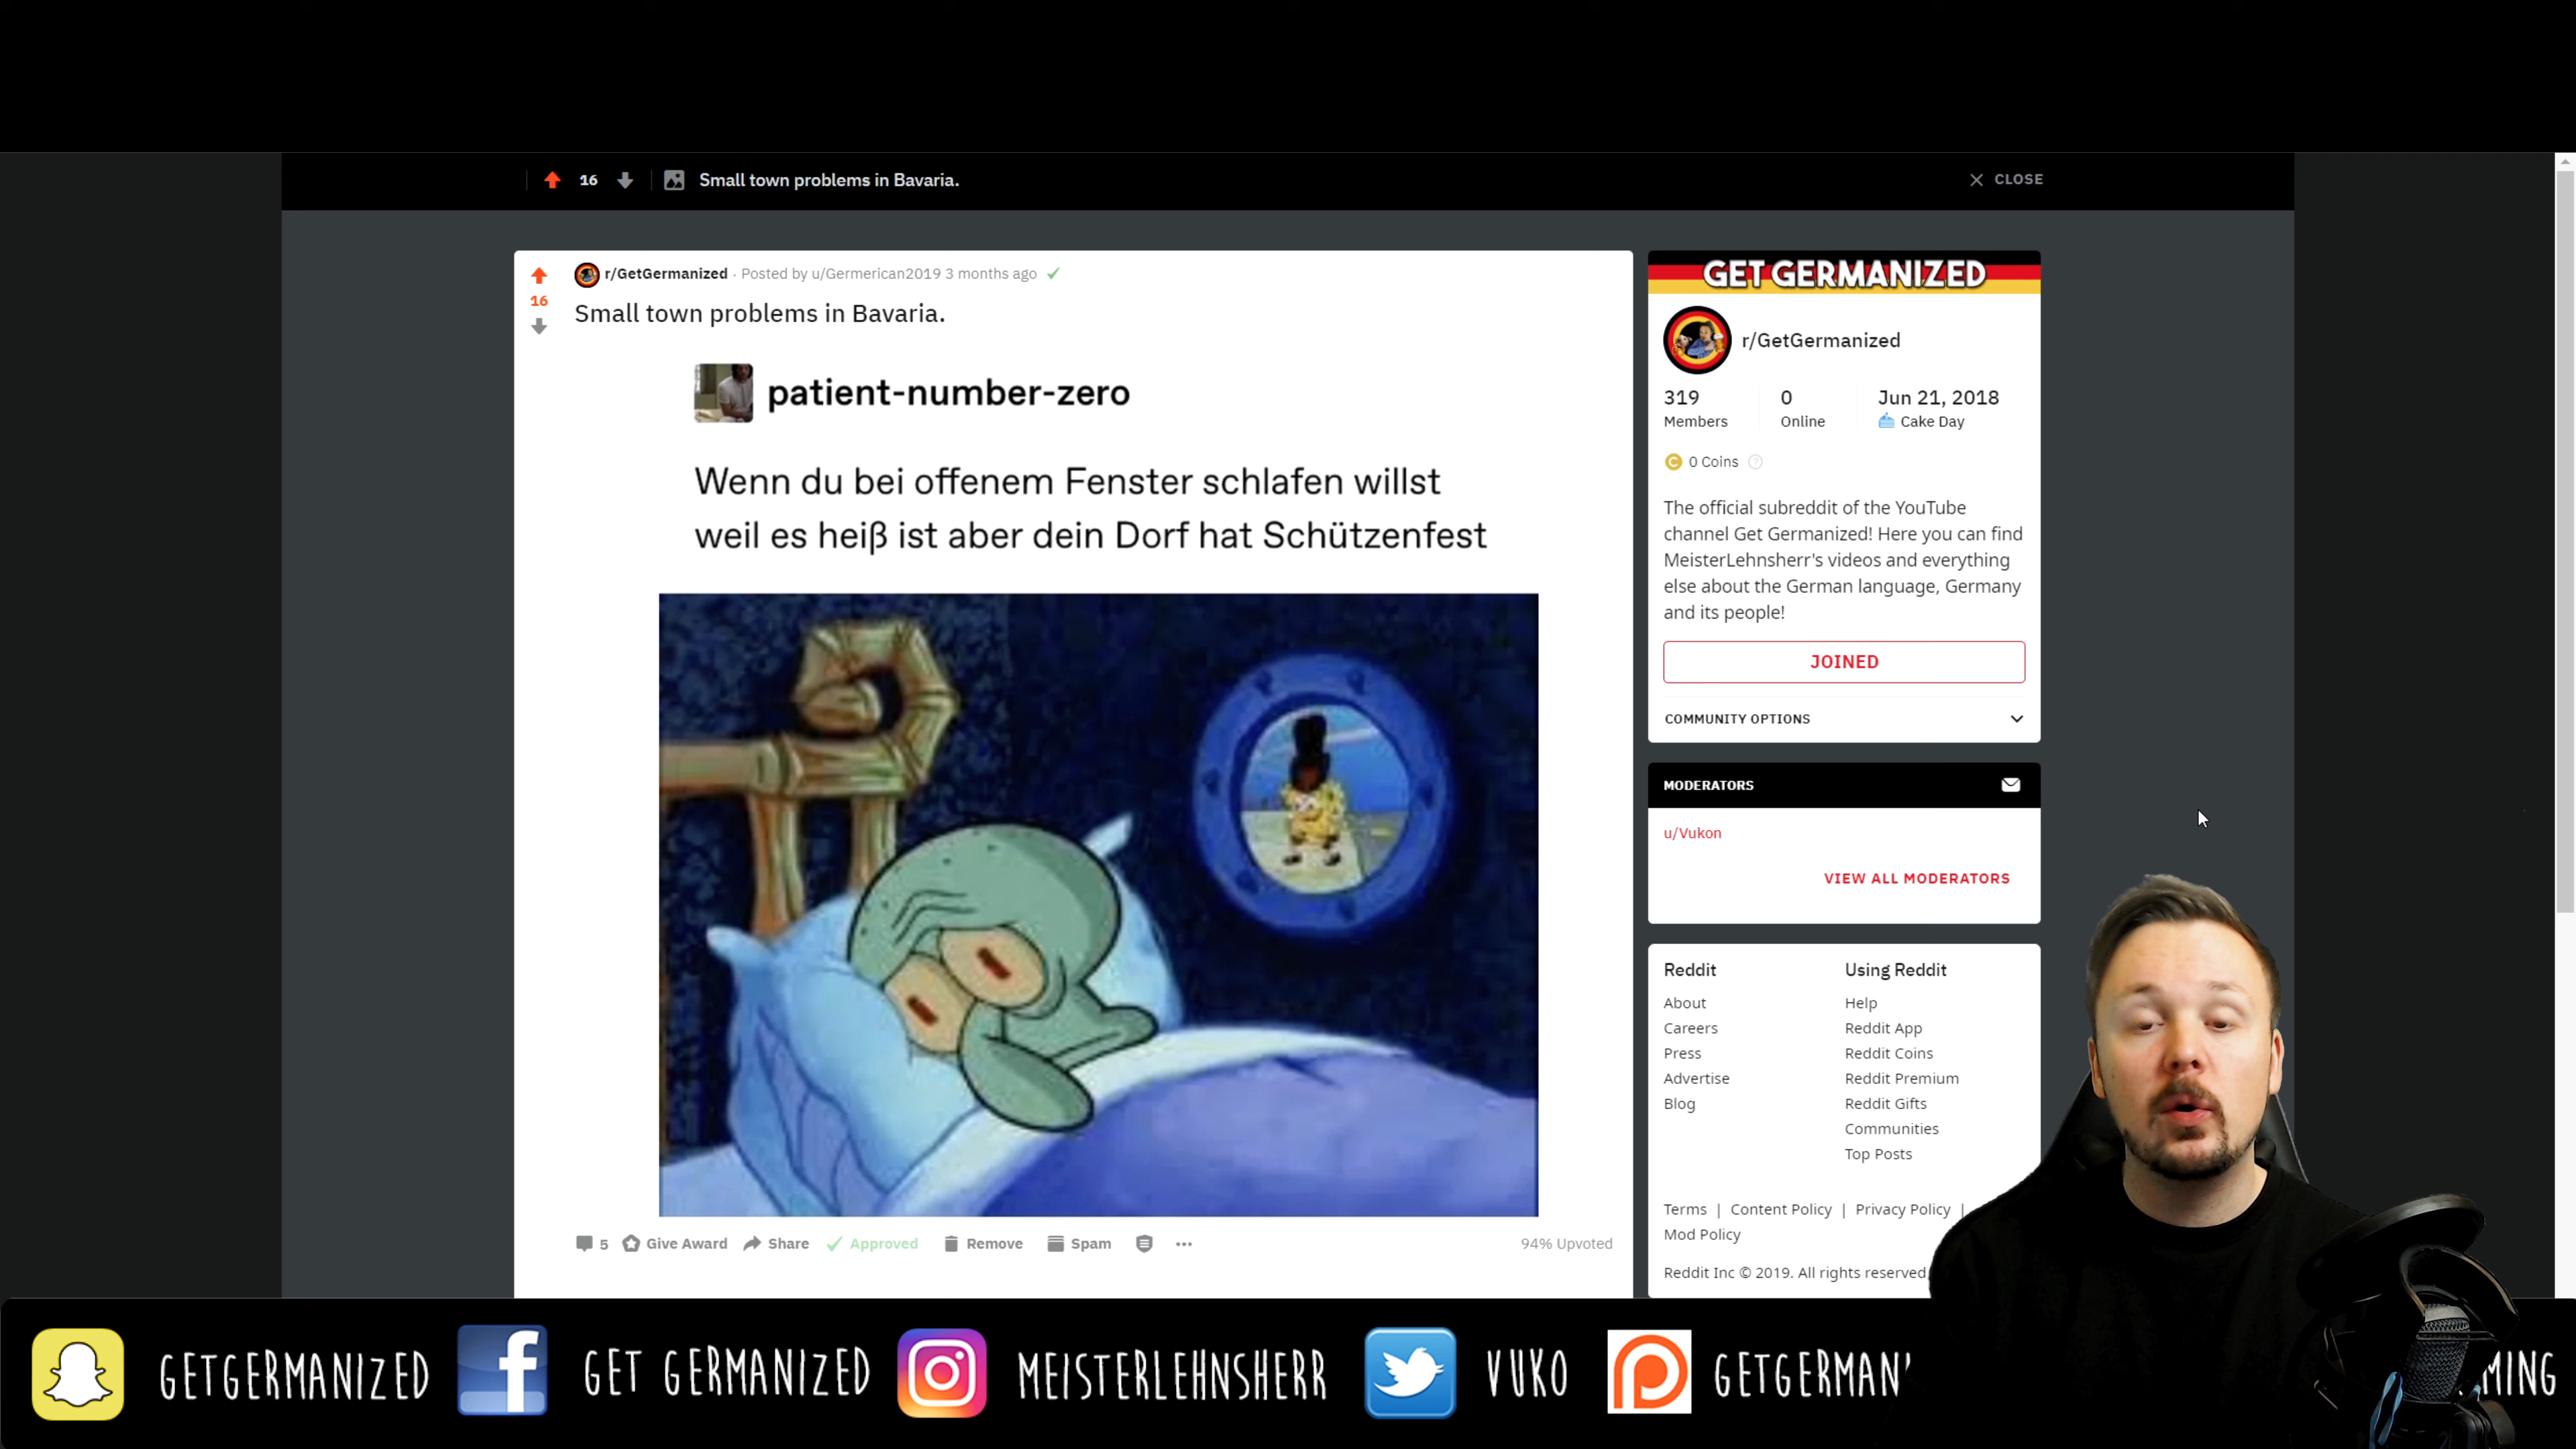 16
Small town problems in Bavaria.
CLOSE
r/GetGermanized · Posted by u/Germerican2019 3 months ago
16
Small town problems in Bavaria.
patient-number-zero
Wenn du bei offenem Fenster schlafen willst
weil es heiß ist aber dein Dorf hat Schützenfest
5 Give Award Share Approved Remove Spam
94% Upvoted
GET GERMANIZED
r/GetGermanized
319 0 Jun 21, 2018
Members Online Cake Day
0 Coins
The official subreddit of the YouTube
channel Get Germanized! Here you can find
MeisterLehnsherr's videos and everything
else about the German language, Germany
and its people!
JOINED
COMMUNITY OPTIONS
MODERATORS
u/Vukon
VIEW ALL MODERATORS
Reddit Using Reddit
About Help
Careers Reddit App
Press Reddit Coins
Advertise Reddit Premium
Blog Reddit Gifts
Communities
Top Posts
Terms | Content Policy | Privacy Policy |
Mod Policy
Reddit Inc © 2019. All rights reserved
GETGERMANIZED GET GERMANIZED MEISTERLEHNSHERR VUKO GETGERMAN MING